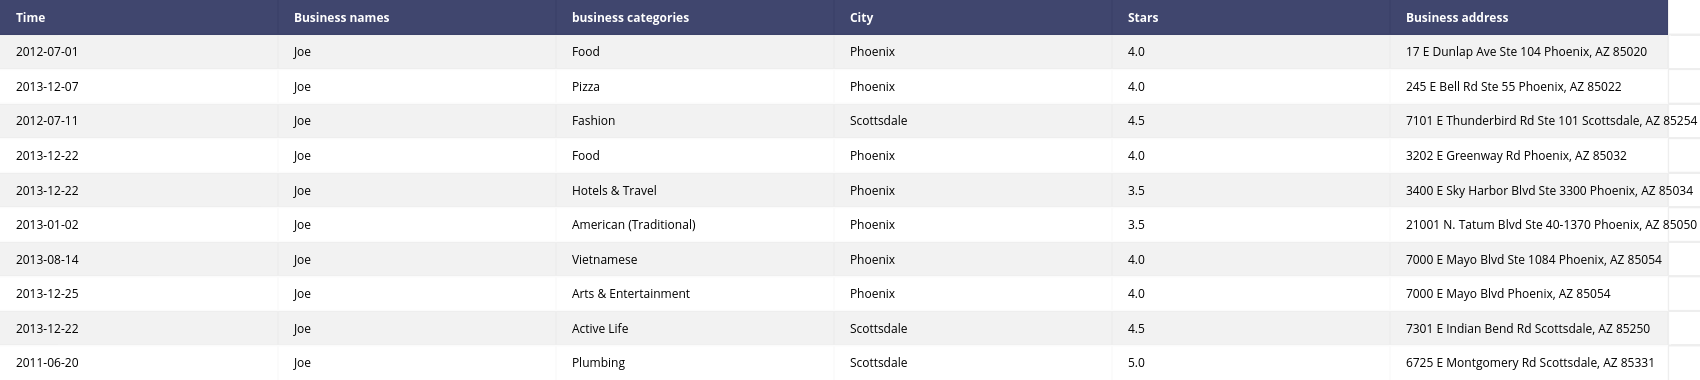 Time Business names business categories City Stars Business address
2012-07-01 Joe Food Phoenix 4.0 17 E Dunlap Ave Ste 104 Phoenix, AZ 85020
2013-12-07 Joe Pizza Phoenix 4.0 245 E Bell Rd Ste 55 Phoenix, AZ 85022
2012-07-11 Joe Fashion Scottsdale 4.5 7101 E Thunderbird Rd Ste 101 Scottsdale, AZ 85254
2013-12-22 Joe Food Phoenix 4.0 3202 E Greenway Rd Phoenix, AZ 85032
2013-12-22 Joe Hotels & Travel Phoenix 3.5 3400 E Sky Harbor Blvd Ste 3300 Phoenix, AZ 85034
2013-01-02 Joe American (Traditional) Phoenix 3.5 21001 N. Tatum Blvd Ste 40-1370 Phoenix, AZ 85050
2013-08-14 Joe Vietnamese Phoenix 4.0 7000 E Mayo Blvd Ste 1084 Phoenix, AZ 85054
2013-12-25 Joe Arts & Entertainment Phoenix 4.0 7000 E Mayo Blvd Phoenix, AZ 85054
2013-12-22 Joe Active Life Scottsdale 4.5 7301 E Indian Bend Rd Scottsdale, AZ 85250
2011-06-20 Joe Plumbing Scottsdale 5.0 6725 E Montgomery Rd Scottsdale, AZ 85331